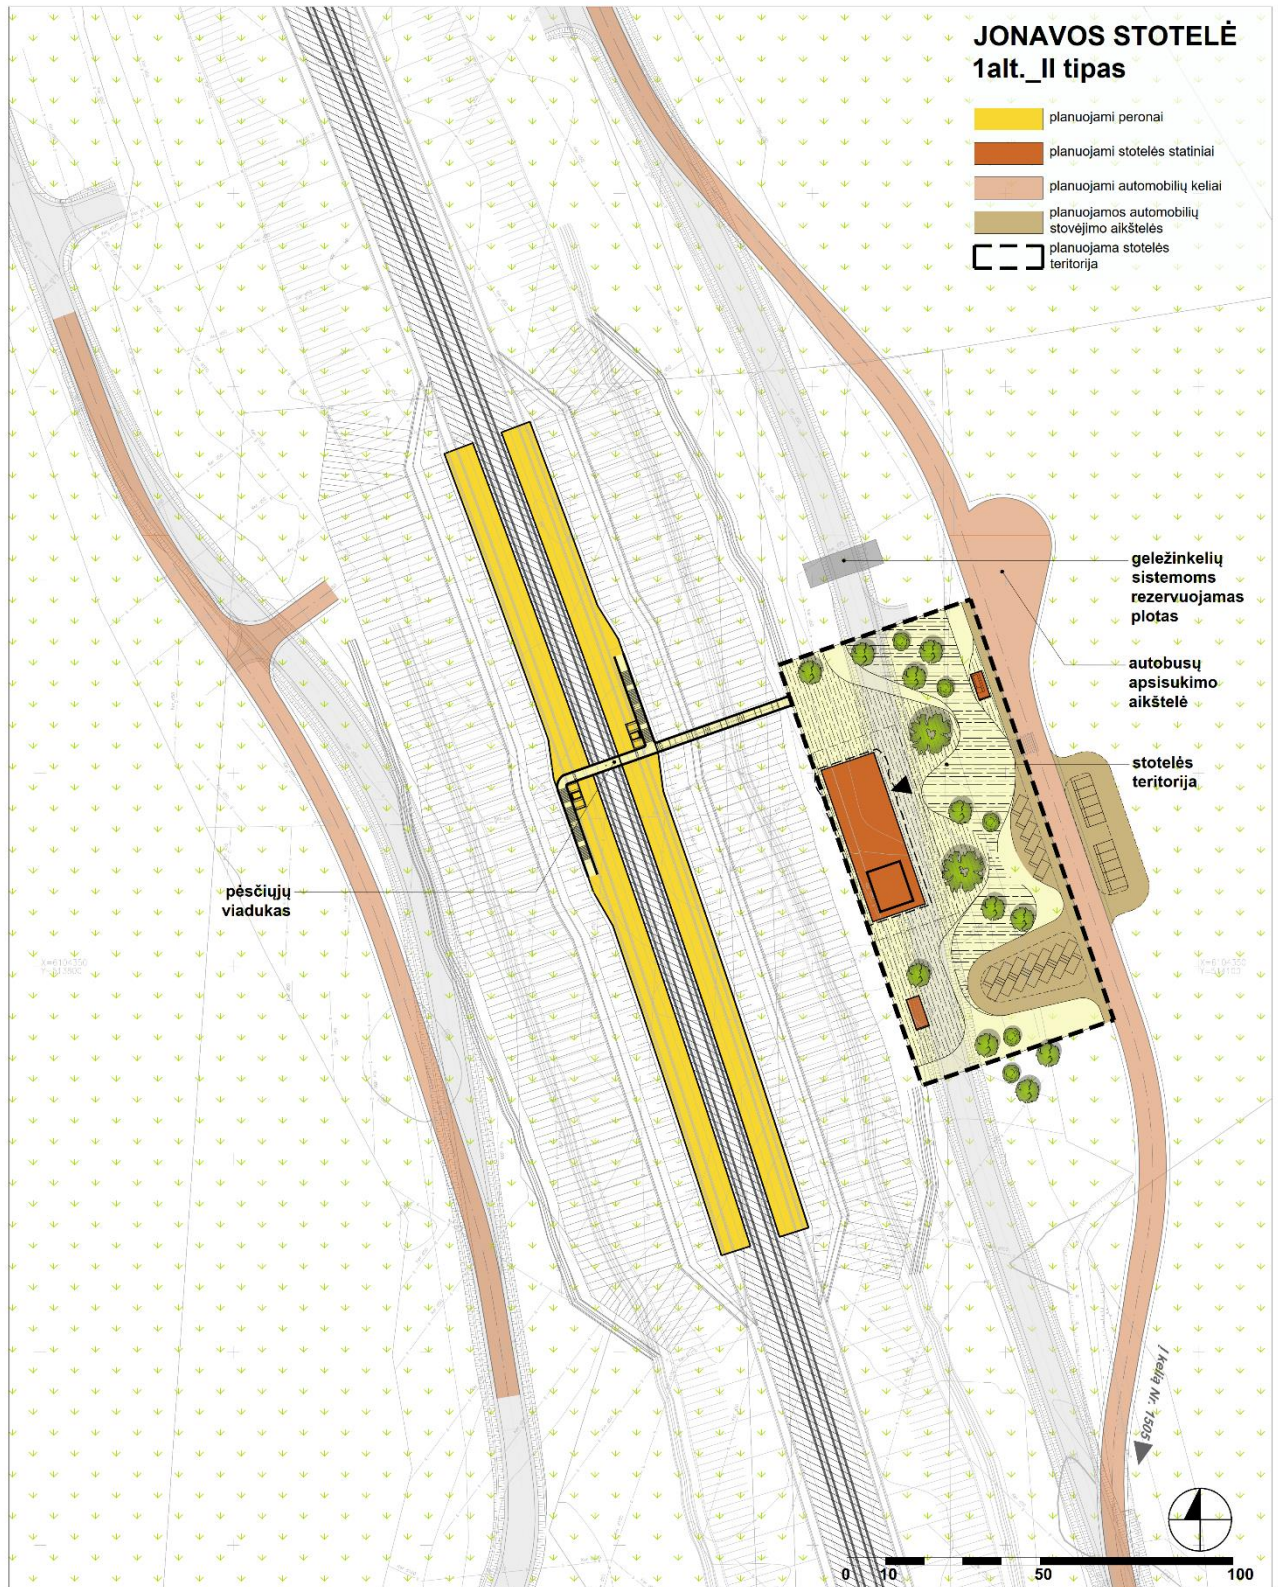 JONAVOS STOTELĖ
1alt._II tipas
planuojami peronai
planuojami stotelės statiniai
planuojami automobilių keliai
planuojamos automobilių
stovėjimo aikštelės
planuojama stotelės
teritorija
geležinkelių
sistemoms
rezervuojamas
plotas
autobusų
apsisukimo
aikštelė
stotelės
teritorija
pėsčiųjų
viadukas
Į kelią Nr. 1505
0 10 50 100